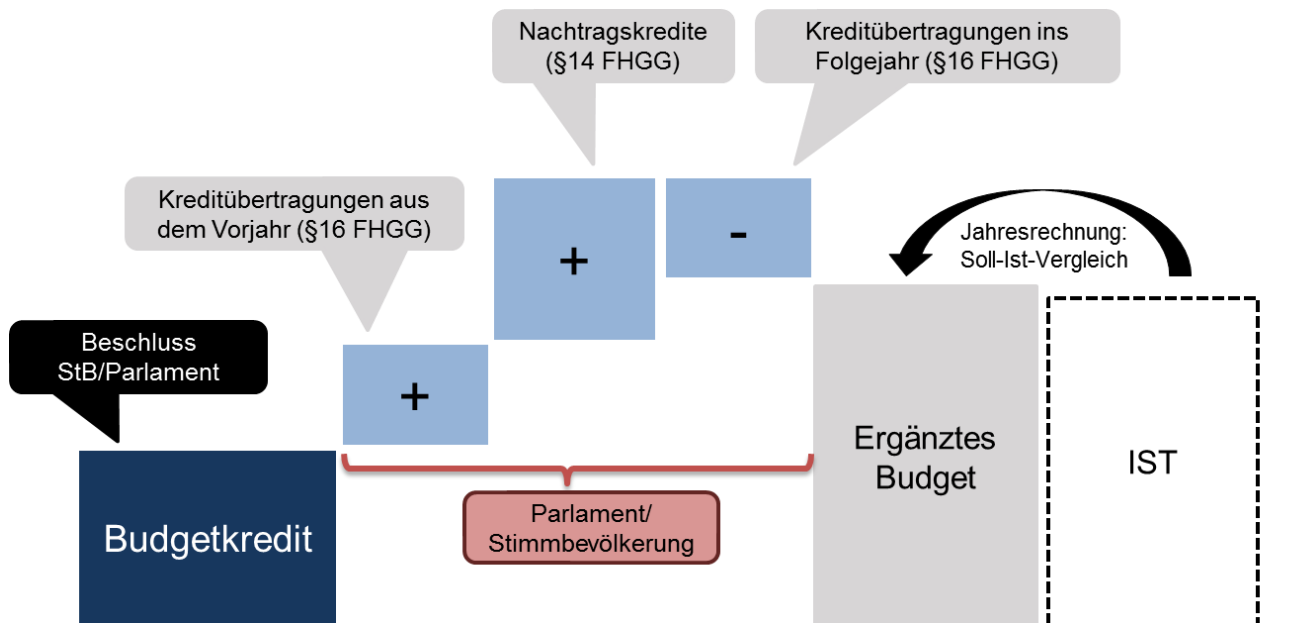 Nachtragskredite
(§14 FHGG)
Kreditübertragungen ins
Folgejahr (§16 FHGG)
Kreditübertragungen aus
dem Vorjahr (§16 FHGG)
+
-
Jahresrechnung:
Soll-Ist-Vergleich
Beschluss
StB/Parlament
+
Ergänztes
Budget
IST
Budgetkredit
Parlament/
Stimmbevölkerung